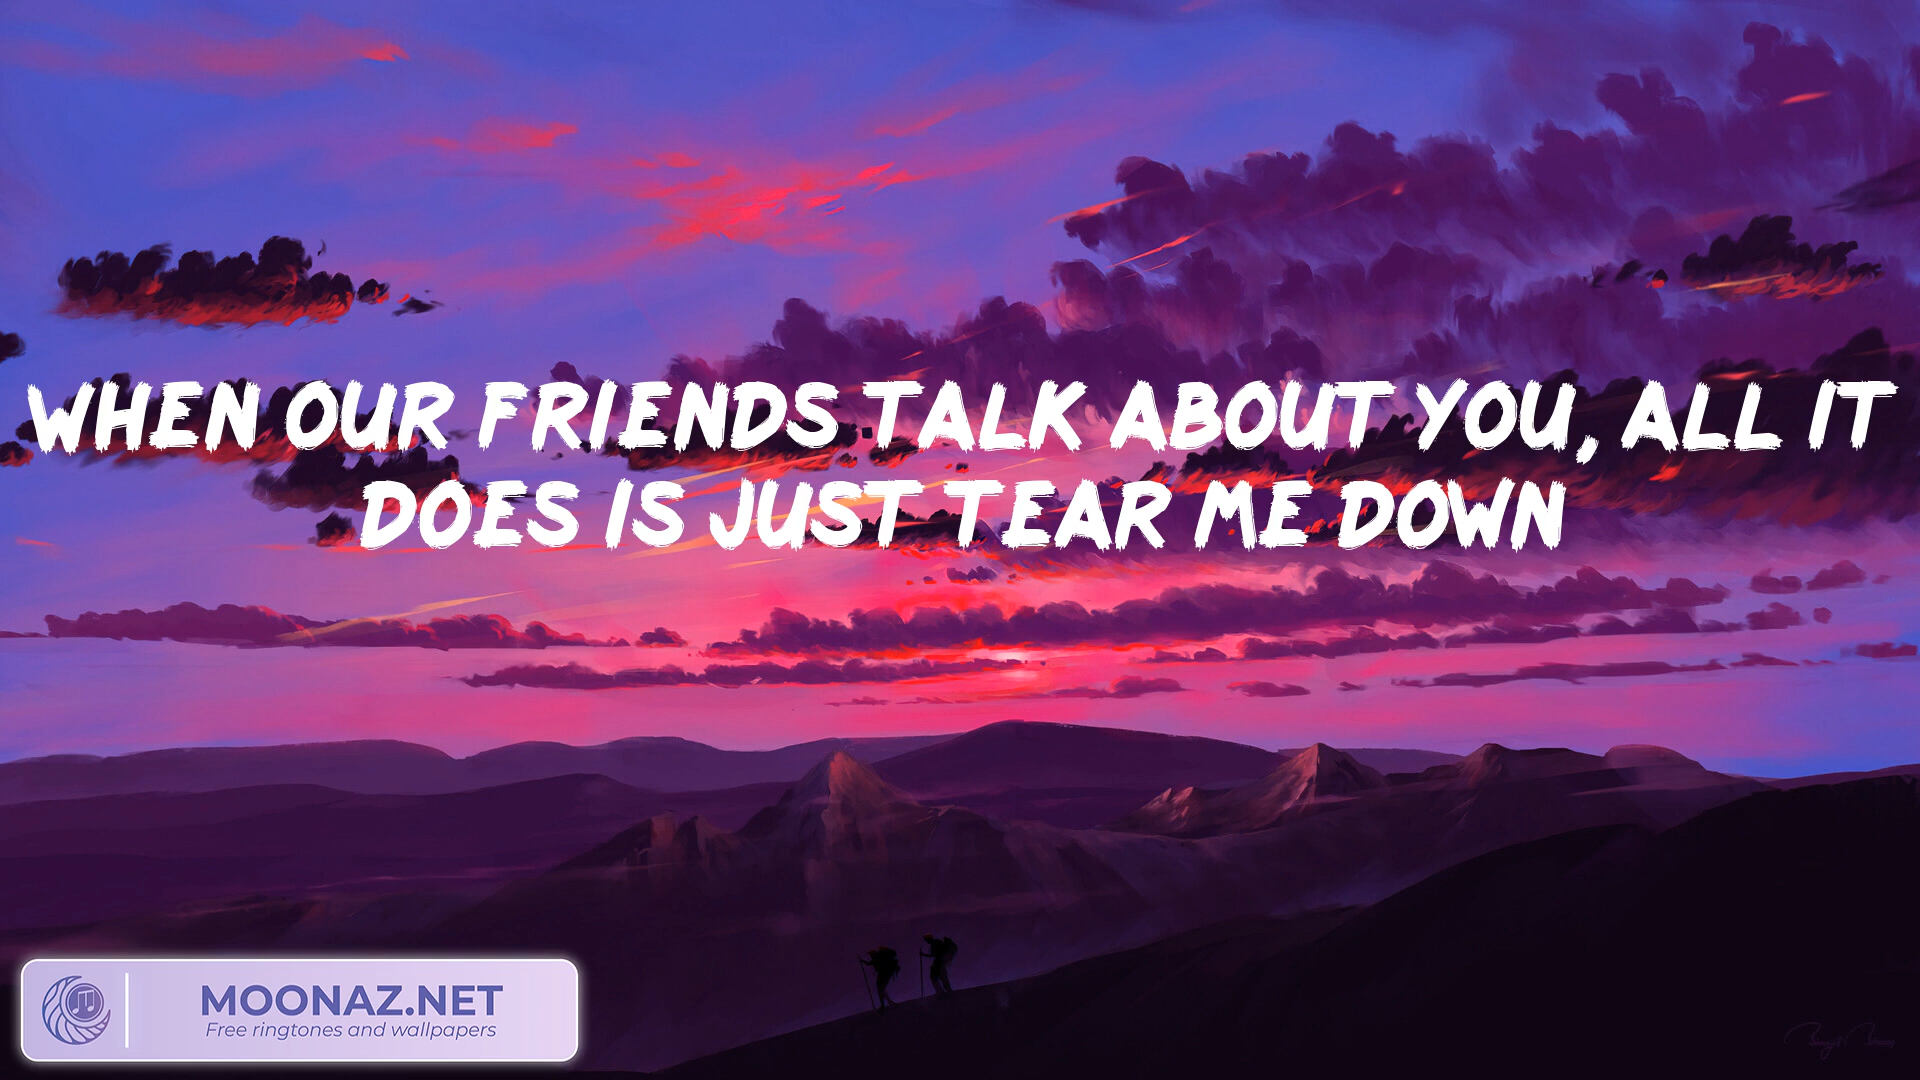 WHEN OUR FRIENDS TALK ABOUT YOU, ALL IT
DOES IS JUST TEAR ME DOWN
MOONAZ.NET
Free ringtones and wallpapers